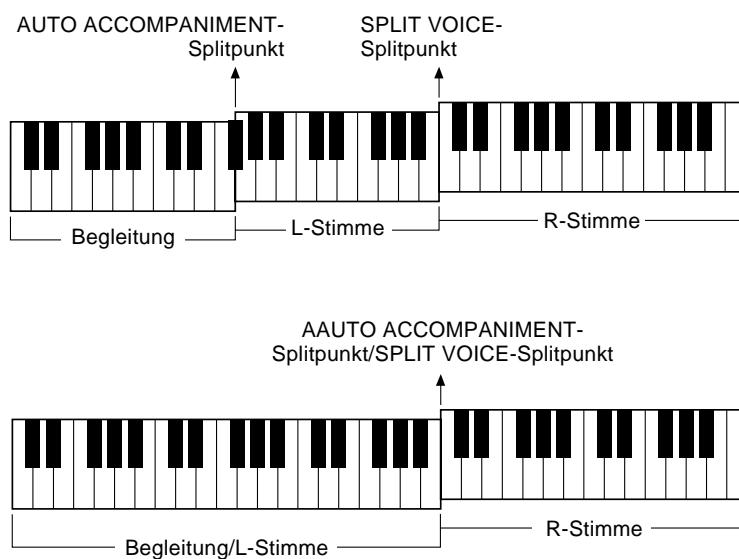 AUTO ACCOMPANIMENT-
Splitpunkt
SPLIT VOICE-
Splitpunkt
Begleitung
L-Stimme
R-Stimme
AAUTO ACCOMPANIMENT-
Splitpunkt/SPLIT VOICE-Splitpunkt
Begleitung/L-Stimme
R-Stimme